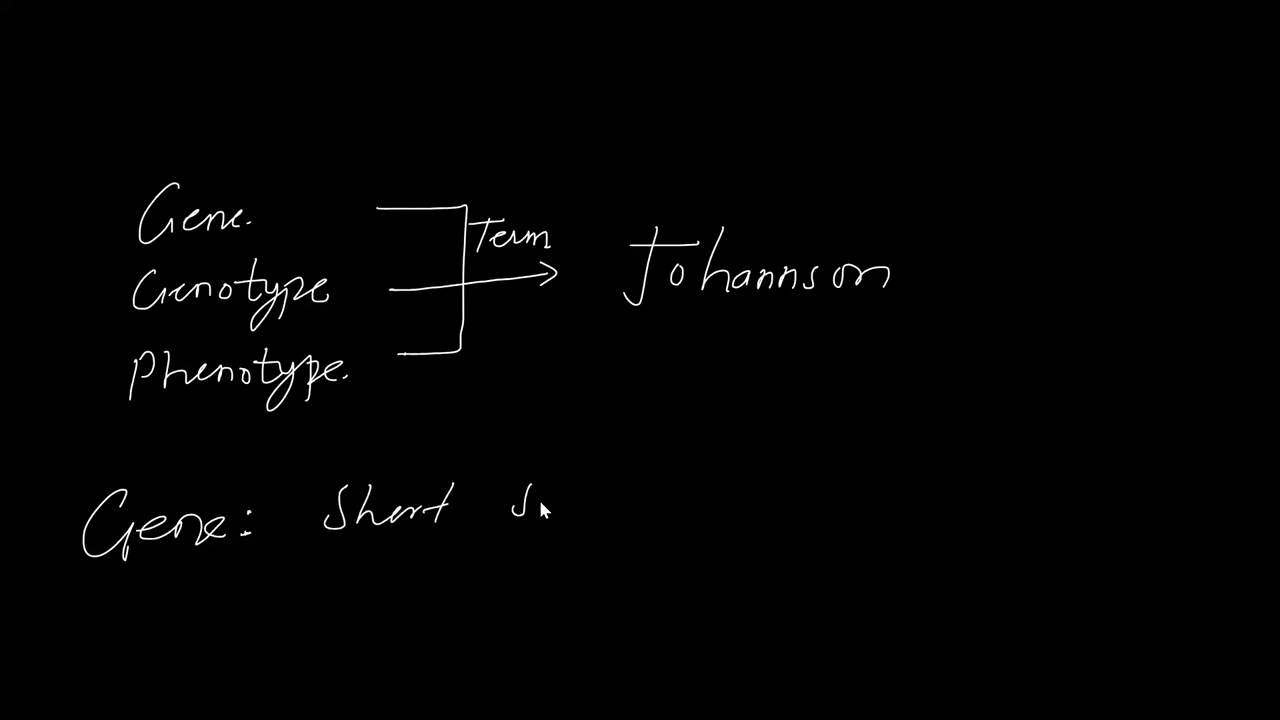 Gene.
Genotype
Term
Johannson
Phenotype.
Gene: Short S